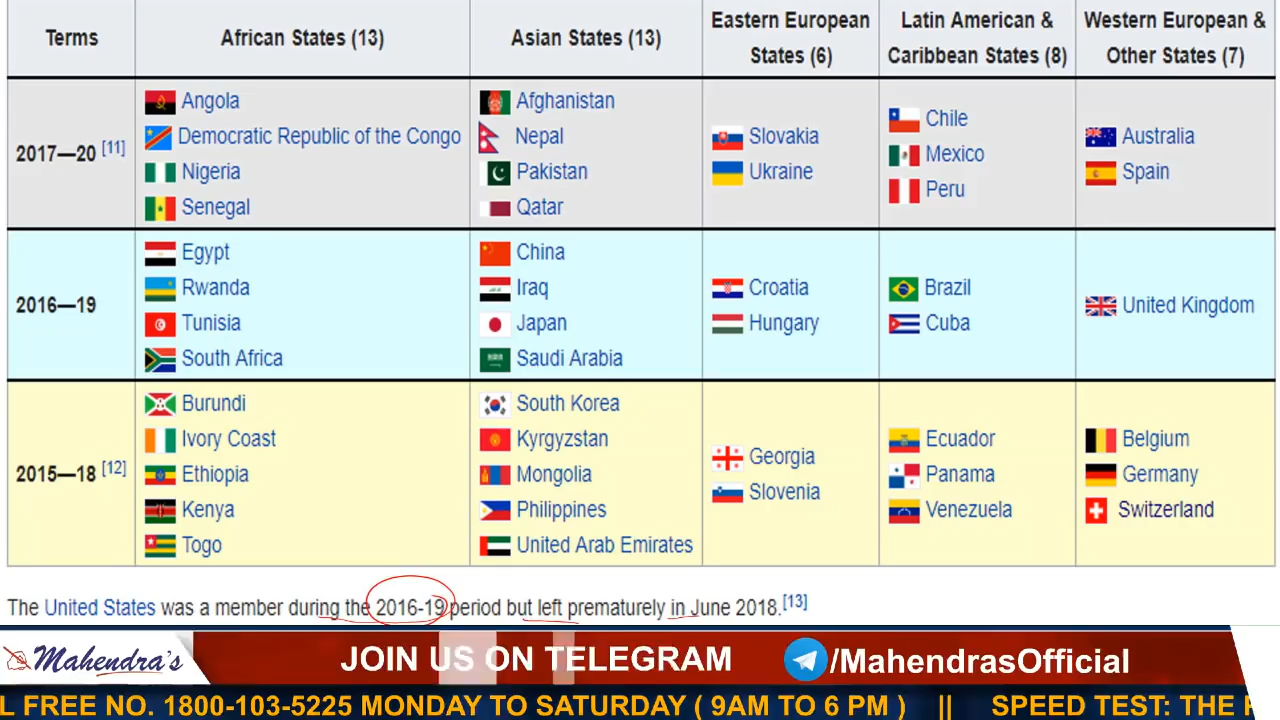 Terms
African States (13)
Asian States (13)
Eastern European
States (6)
Latin American &
Caribbean States (8)
Western European &
Other States (7)
2017—20 [11]
Angola
Democratic Republic of the Congo
Nigeria
Senegal
Afghanistan
Nepal
Pakistan
Qatar
Slovakia
Ukraine
Chile
Mexico
Peru
Australia
Spain
2016—19
Egypt
Rwanda
Tunisia
South Africa
China
Iraq
Japan
Saudi Arabia
Croatia
Hungary
Brazil
Cuba
United Kingdom
2015—18 [12]
Burundi
Ivory Coast
Ethiopia
Kenya
Togo
South Korea
Kyrgyzstan
Mongolia
Philippines
United Arab Emirates
Georgia
Slovenia
Ecuador
Panama
Venezuela
Belgium
Germany
Switzerland
The United States was a member during the 2016-19 period but left prematurely in June 2018.[13]
Mahendra's
JOIN US ON TELEGRAM
/MahendrasOfficial
L FREE NO. 1800-103-5225 MONDAY TO SATURDAY ( 9AM TO 6 PM ) || SPEED TEST: THE